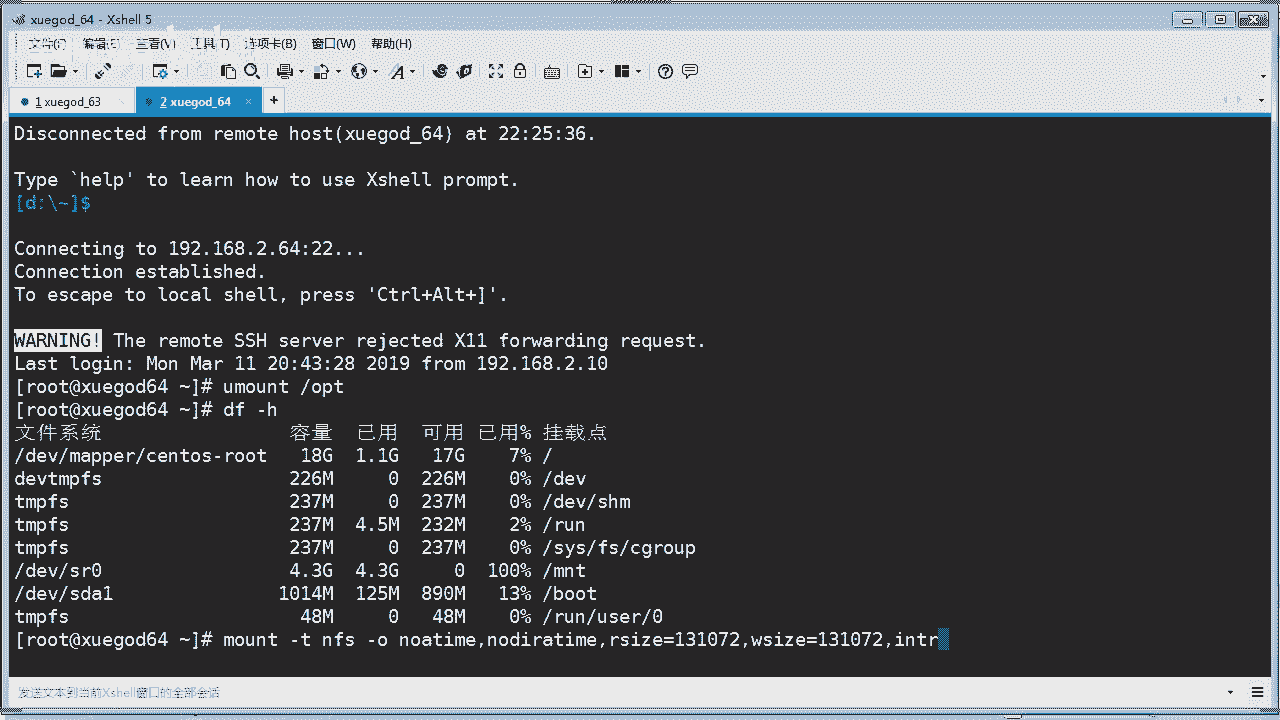 xuegod_64 - Xshell 5
查看(V) 工具(T) 选项卡(B) 窗口(W) 帮助(H)
1 xuegod_63 2 xuegod_64 × +
Disconnected from remote host(xuegod_64) at 22:25:36.
Type `help' to learn how to use Xshell prompt.
[d:\~]$
Connecting to 192.168.2.64:22...
Connection established.
To escape to local shell, press 'Ctrl+Alt+]'.
WARNING! The remote SSH server rejected X11 forwarding request.
Last login: Mon Mar 11 20:43:28 2019 from 192.168.2.10
[root@xuegod64 ~]# umount /opt
[root@xuegod64 ~]# df -h
文件系统 容量 已用 可用 已用% 挂载点
/dev/mapper/centos-root 18G 1.1G 17G 7% /
devtmpfs 226M 0 226M 0% /dev
tmpfs 237M 0 237M 0% /dev/shm
tmpfs 237M 4.5M 232M 2% /run
tmpfs 237M 0 237M 0% /sys/fs/cgroup
/dev/sr0 4.3G 4.3G 0 100% /mnt
/dev/sda1 1014M 125M 890M 13% /boot
tmpfs 48M 0 48M 0% /run/user/0
[root@xuegod64 ~]# mount -t nfs -o noatime,nodiratime,rsize=131072,wsize=131072,intr
发送文本到当前Xshell窗口的全部会话